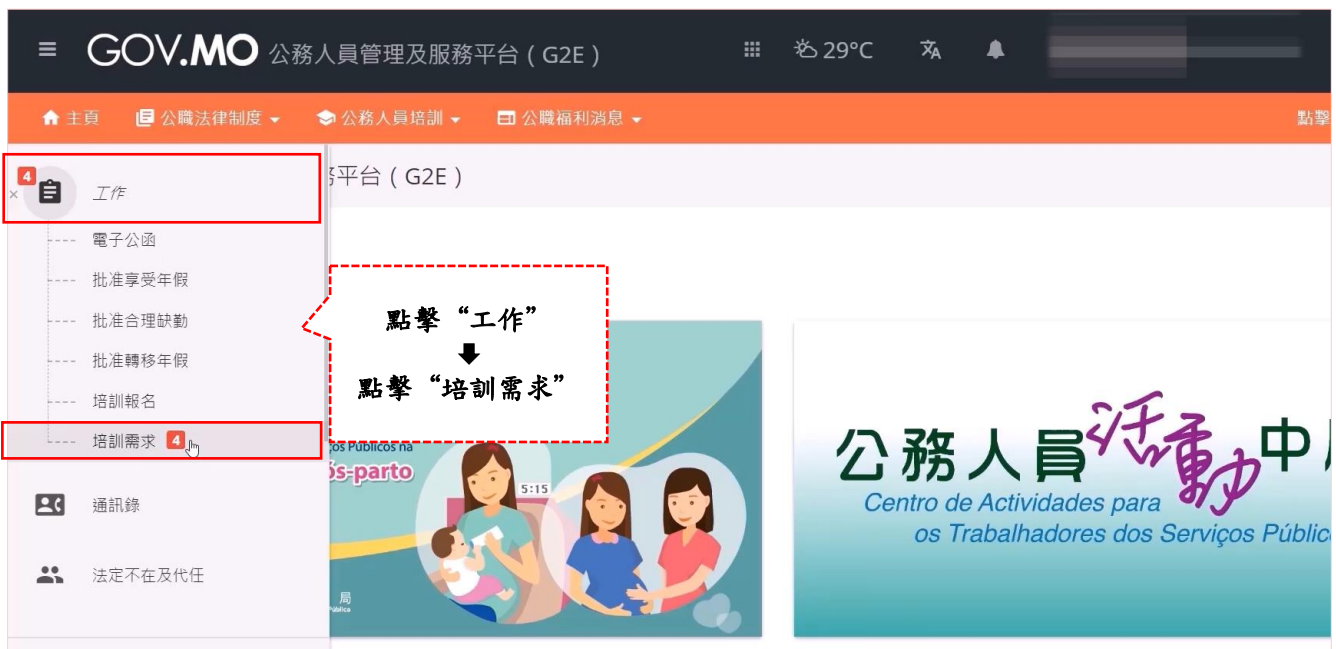 GOV.MO 公務人員管理及服務平台 ( G2E )
29°C
主頁 公職法律制度 公務人員培訓 公職福利消息 點擊
4
工作
務平台 ( G2E )
電子公函
批准享受年假
批准合理缺勤
批准轉移年假
培訓報名
培訓需求 4
通訊錄
法定不在及代任
點擊“工作”
點擊“培訓需求”
ços Públicos na
ós-parto
5:15
局
公務人員活動中
Centro de Actividades para
os Trabalhadores dos Serviços Públic